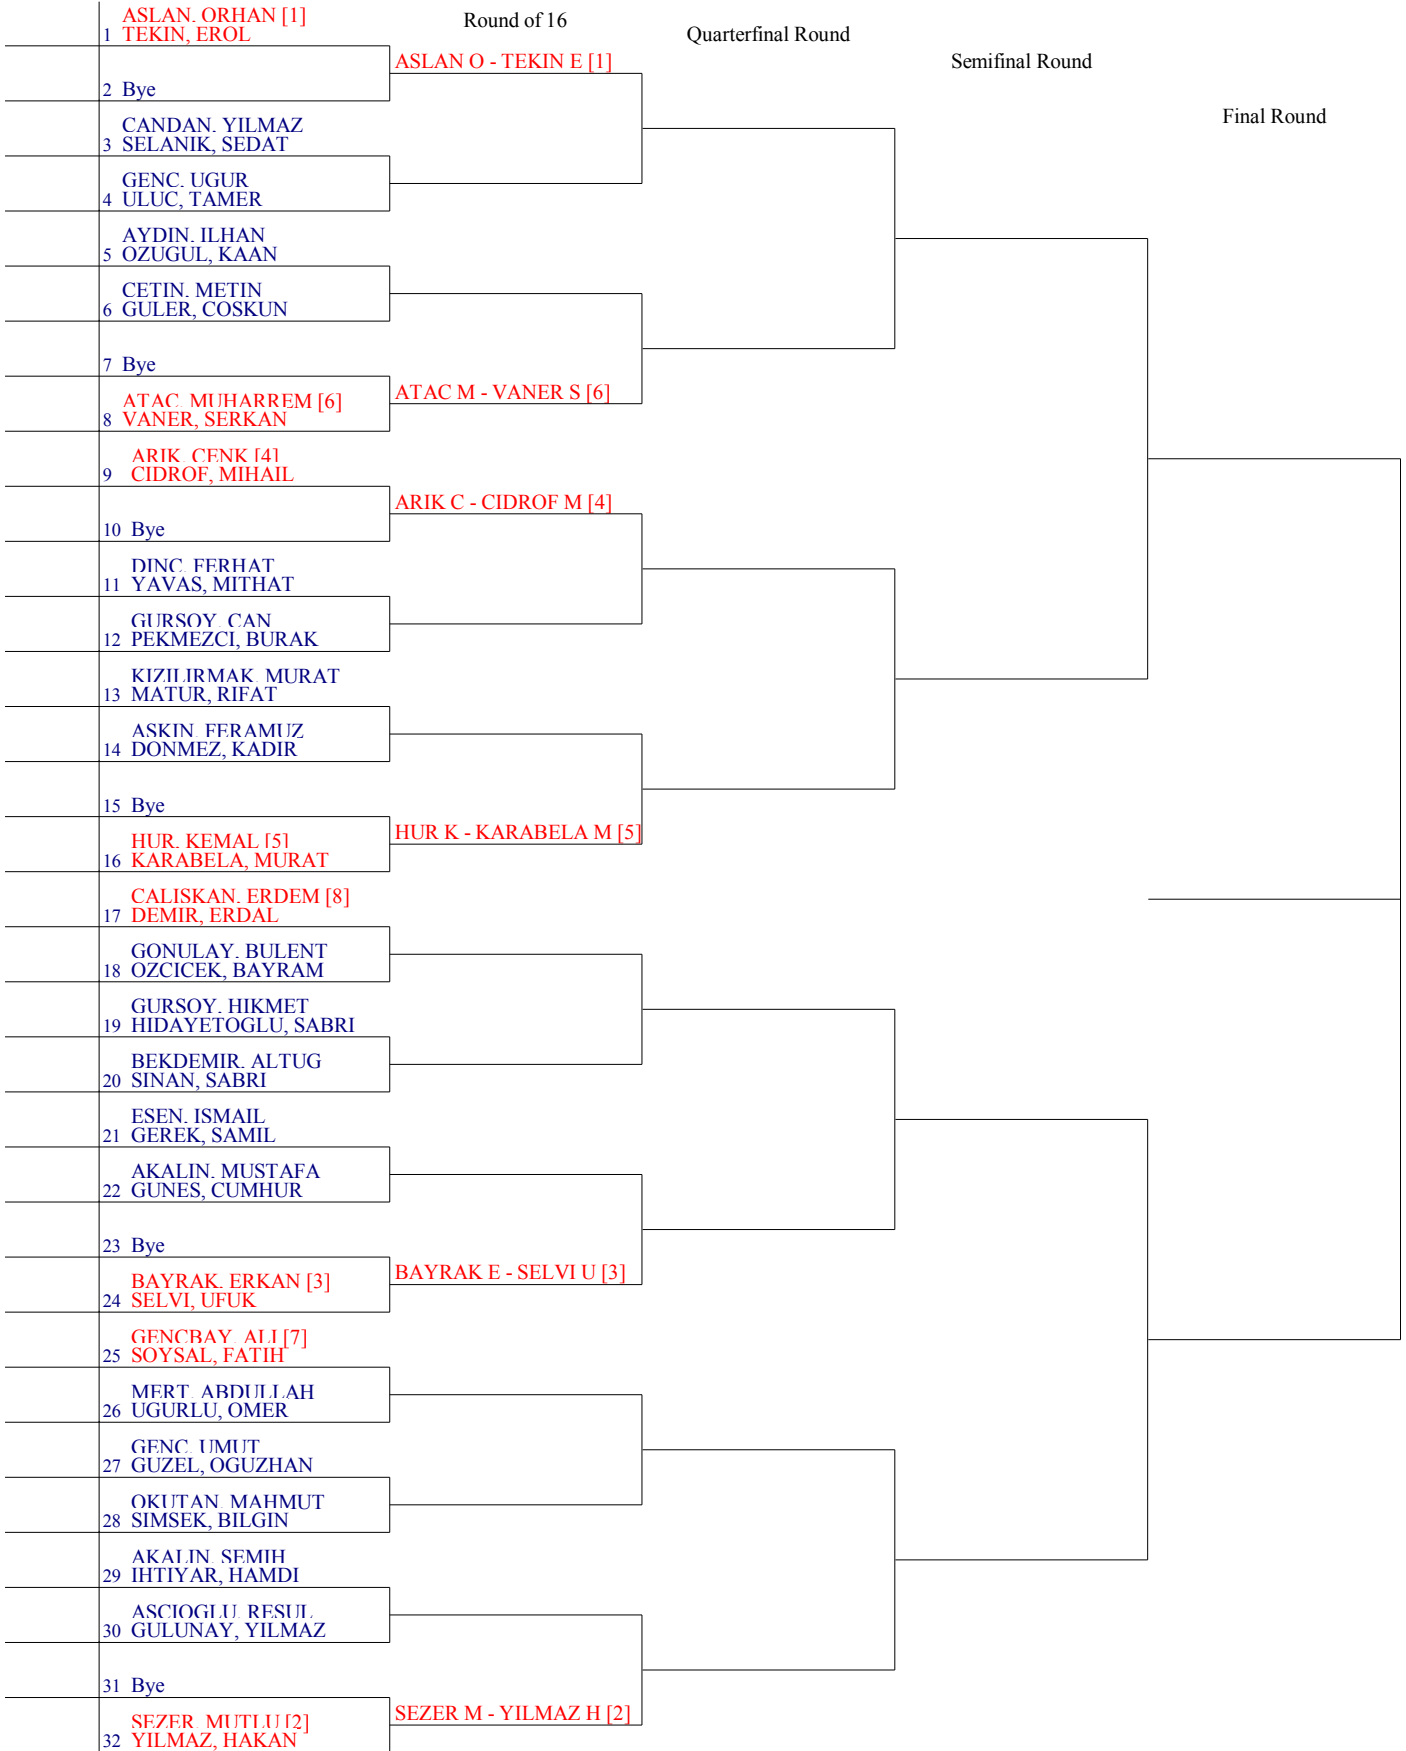 ASLAN, ORHAN [1]
1 TEKIN, EROL
Round of 16
Quarterfinal Round
ASLAN O - TEKIN E [1]
Semifinal Round
2 Bye
Final Round
CANDAN, YILMAZ
3 SELANIK, SEDAT
GENC, UGUR
4 ULUC, TAMER
AYDIN, ILHAN
5 OZUGUL, KAAN
CETIN, METIN
6 GULER, COSKUN
7 Bye
ATAC M - VANER S [6]
ATAC, MUHARREM [6]
8 VANER, SERKAN
ARIK, CENK [4]
9 CIDROF, MIHAIL
ARIK C - CIDROF M [4]
10 Bye
DINC, FERHAT
11 YAVAS, MITHAT
GURSOY, CAN
12 PEKMEZCI, BURAK
KIZILIRMAK, MURAT
13 MATUR, RIFAT
ASKIN, FERAMUZ
14 DONMEZ, KADIR
15 Bye
HUR K - KARABELA M [5]
HUR, KEMAL [5]
16 KARABELA, MURAT
CALISKAN, ERDEM [8]
17 DEMIR, ERDAL
GONULAY, BULENT
18 OZCICEK, BAYRAM
GURSOY, HIKMET
19 HIDAYETOGLU, SABRI
BEKDEMIR, ALTUG
20 SINAN, SABRI
ESEN, ISMAIL
21 GEREK, SAMIL
AKALIN, MUSTAFA
22 GUNES, CUMHUR
23 Bye
BAYRAK E - SELVI U [3]
BAYRAK, ERKAN [3]
24 SELVI, UFUK
GENCBAY, ALI [7]
25 SOYSAL, FATIH
MERT, ABDULLAH
26 UGURLU, OMER
GENC, UMUT
27 GUZEL, OGUZHAN
OKUTAN, MAHMUT
28 SIMSEK, BILGIN
AKALIN, SEMIH
29 IHTIYAR, HAMDI
ASCIOGLU, RESUL
30 GULUNAY, YILMAZ
31 Bye
SEZER M - YILMAZ H [2]
SEZER, MUTLU [2]
32 YILMAZ, HAKAN